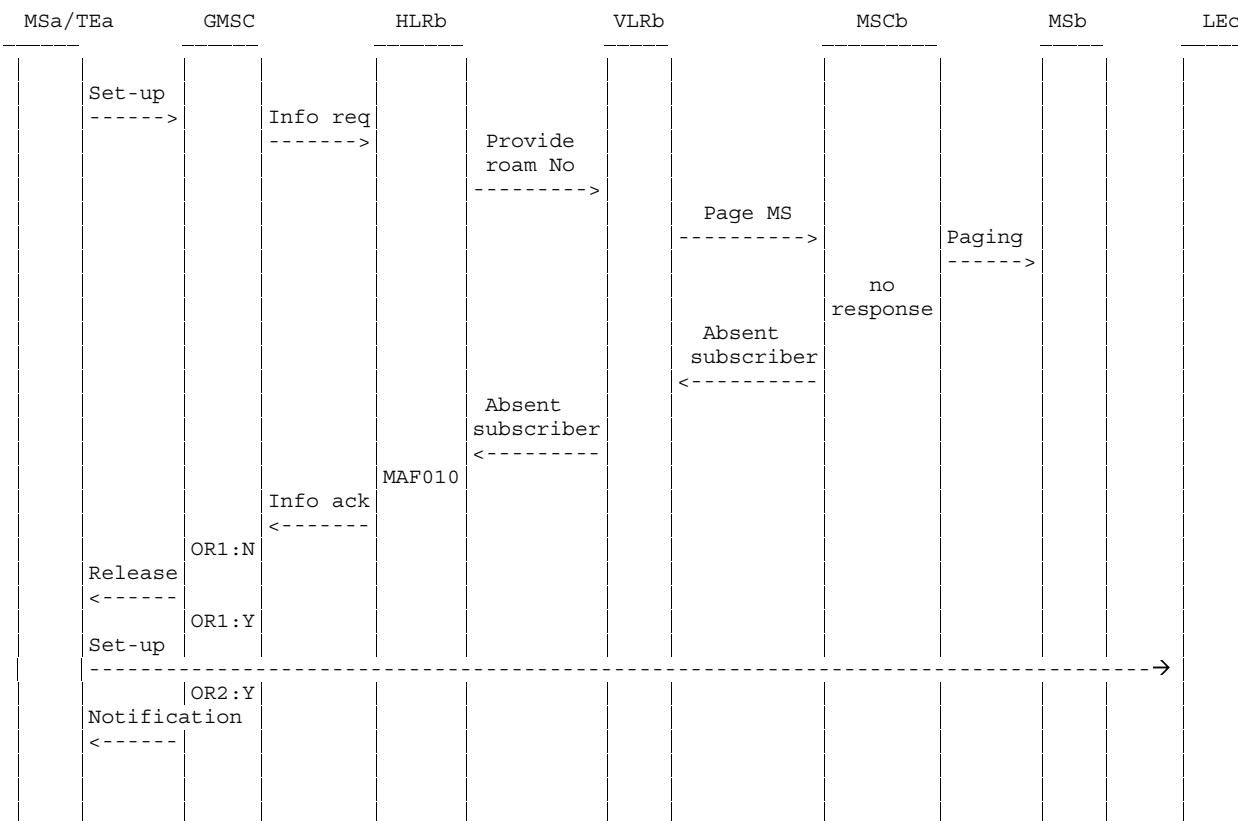 MSa/TEa GMSC HLRb VLRb MSCb MSb LEc
Set-up
------> Info req
-------> Provide
roam No
--------->
Page MS
----------> Paging
------>
no
response
Absent
subscriber
<----------
Absent
subscriber
<---------
MAF010
Info ack
<-------
OR1:N
Release
<------
OR1:Y
Set-up
OR2:Y
Notification
<------